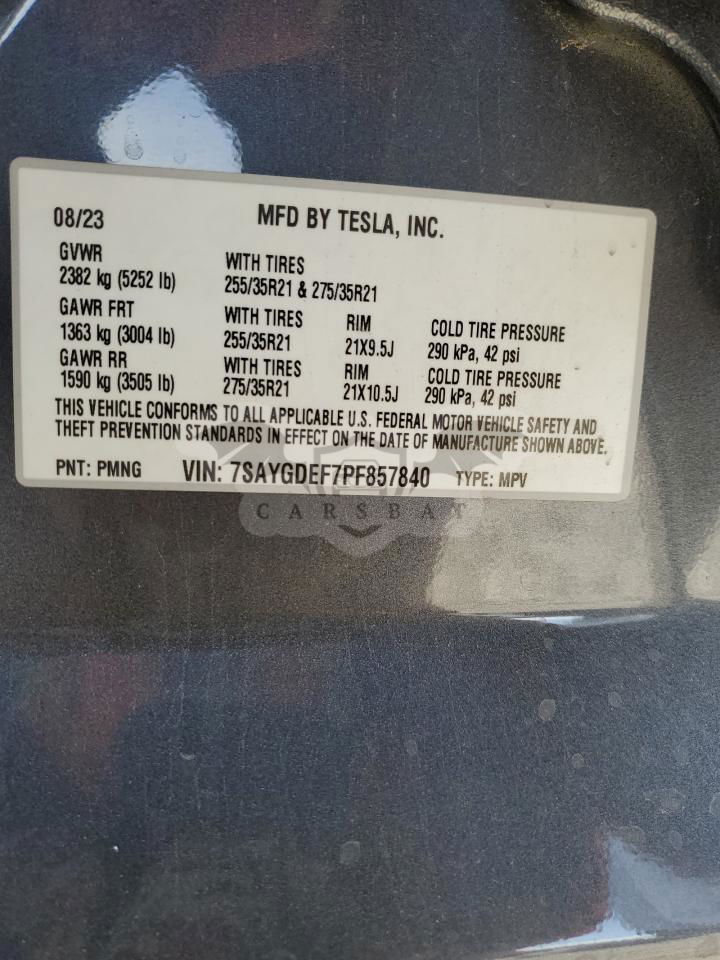 08/23 MFD BY TESLA, INC.
GVWR WITH TIRES
2382 kg (5252 lb) 255/35R21 & 275/35R21
GAWR FRT WITH TIRES RIM COLD TIRE PRESSURE
1363 kg (3004 lb) 255/35R21 21X9.5J 290 kPa, 42 psi
GAWR RR WITH TIRES RIM COLD TIRE PRESSURE
1590 kg (3505 lb) 275/35R21 21X10.5J 290 kPa, 42 psi
THIS VEHICLE CONFORMS TO ALL APPLICABLE U.S. FEDERAL MOTOR VEHICLE SAFETY AND
THEFT PREVENTION STANDARDS IN EFFECT ON THE DATE OF MANUFACTURE SHOWN ABOVE.
PNT: PMNG VIN: 7SAYGDEF7PF857840 TYPE: MPV
CARSBAT